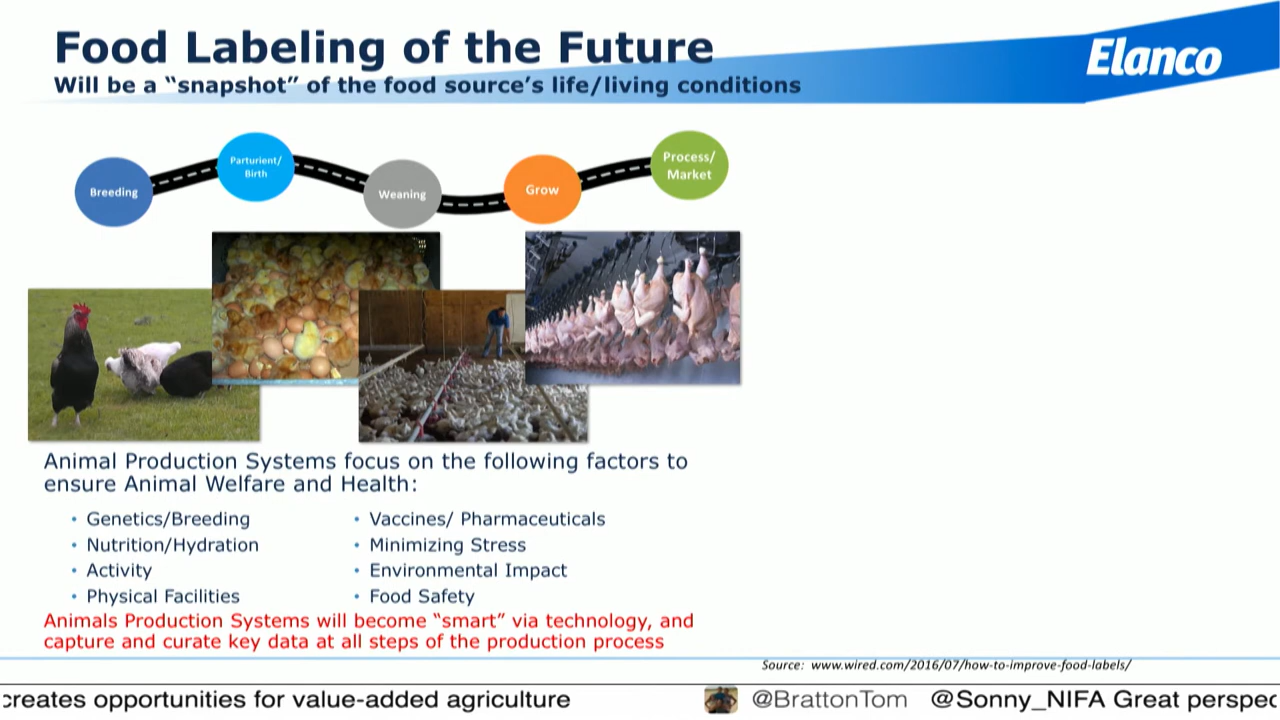 Food Labeling of the Future
Elanco
Will be a “snapshot” of the food source’s life/living conditions
Breeding
Parturient/
Birth
Weaning
Grow
Process/
Market
Animal Production Systems focus on the following factors to
ensure Animal Welfare and Health:
• Genetics/Breeding
• Nutrition/Hydration
• Activity
• Physical Facilities
• Vaccines/ Pharmaceuticals
• Minimizing Stress
• Environmental Impact
• Food Safety
Animals Production Systems will become “smart” via technology, and
capture and curate key data at all steps of the production process
Source: www.wired.com/2016/07/how-to-improve-food-labels/
creates opportunities for value-added agriculture @BrattonTom @Sonny_NIFA Great perspec